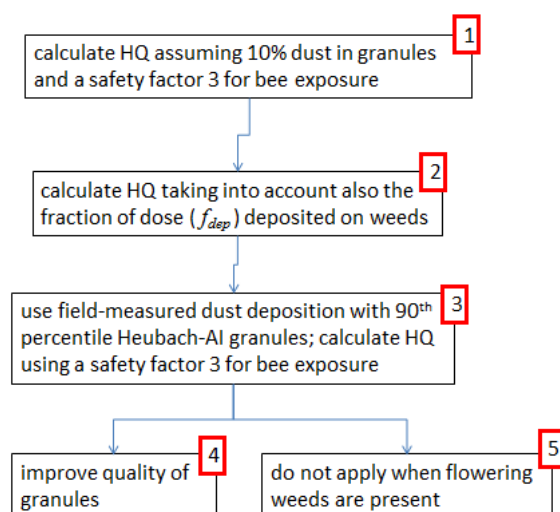 1
calculate HQ assuming 10% dust in granules
and a safety factor 3 for bee exposure
2
calculate HQ taking into account also the
fraction of dose (f_dep) deposited on weeds
3
use field-measured dust deposition with 90th
percentile Heubach-AI granules; calculate HQ
using a safety factor 3 for bee exposure
4
improve quality of
granules
5
do not apply when flowering
weeds are present